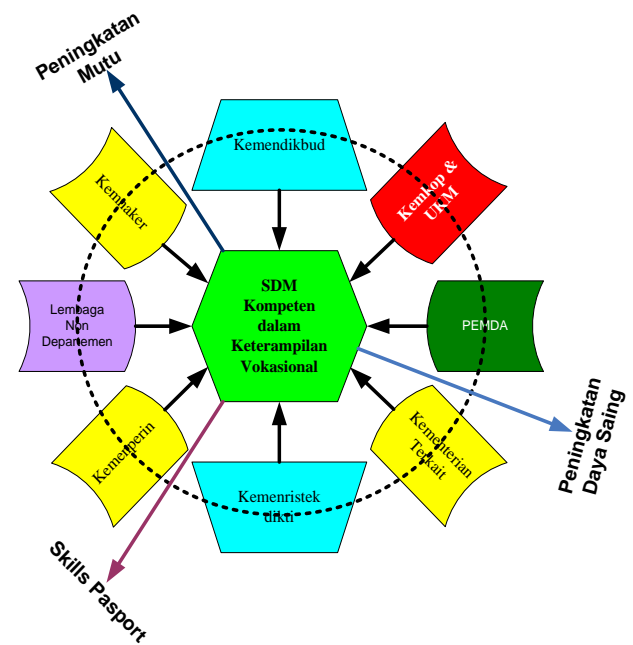 Peningkatan
Mutu
Kemendikbud
Kemnaker
Kemkop &
UKM
SDM
Kompeten
dalam
Keterampilan
Vokasional
Lembaga
Non
Departemen
PEMDA
Kemenperin
Kementerian
Terkait
Peningkatan
Daya Saing
Kemenristek
dikti
Skills Pasport